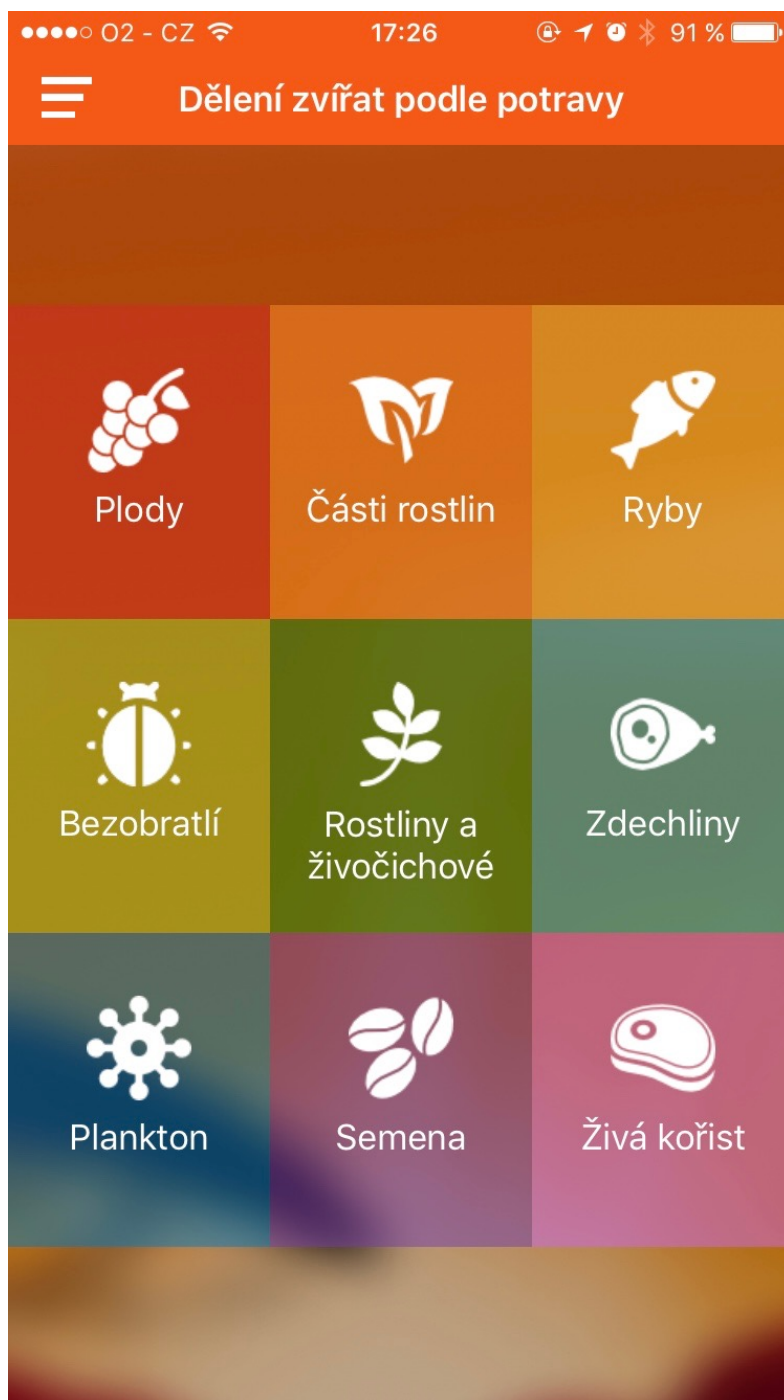 O2 - CZ 17:26 91 %
Dělení zvířat podle potravy
Plody
Části rostlin
Ryby
Bezobratlí
Rostliny a
živočichové
Zdechliny
Plankton
Semena
Živá kořist